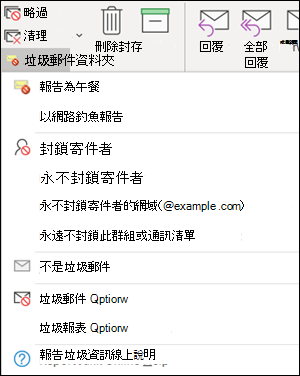 略過
清理
刪除封存
回覆
全部
回覆
垃圾郵件資料夾
報告為午餐
以網路釣魚報告
封鎖寄件者
永不封鎖寄件者
永不封鎖寄件者的網域(@example.com)
永遠不封鎖此群組或通訊清單
不是垃圾郵件
垃圾郵件 Qptiorw
垃圾報表 Qptiorw
報告垃圾資訊線上說明